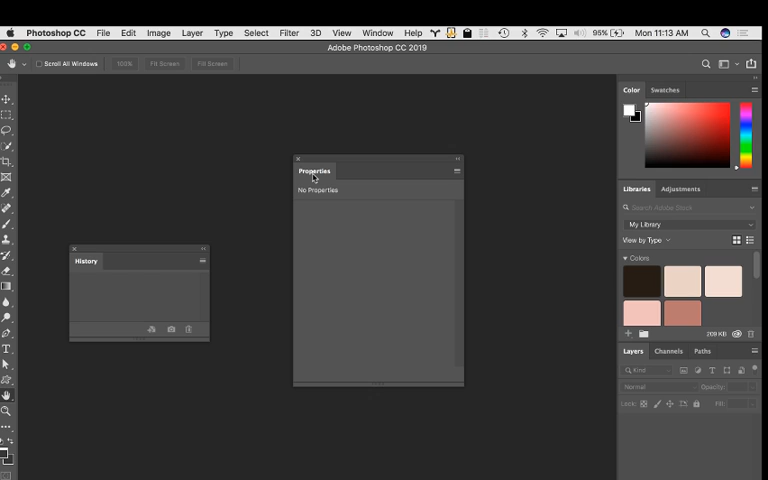 Photoshop CC File Edit Image Layer Type Select Filter 3D View Window Help 95% Mon 11:13 AM
Adobe Photoshop CC 2019
Scroll All Windows 100% Fit Screen Fill Screen
Color Swatches
Properties
No Properties
Libraries Adjustments
Search Adobe Stock
My Library
View by Type
Colors
History
209 KB
Layers Channels Paths
Kind
Normal Opacity:
Lock: Fill: